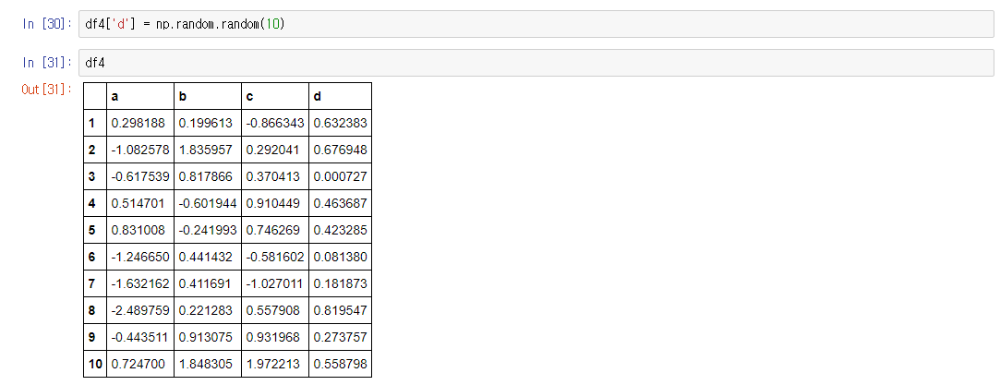 In [30]: df4['d'] = np.random.random(10)
In [31]: df4
Out[31]:
a b c d
1 0.298188 0.199613 -0.866343 0.632383
2 -1.082578 1.835957 0.292041 0.676948
3 -0.617539 0.817866 0.370413 0.000727
4 0.514701 -0.601944 0.910449 0.463687
5 0.831008 -0.241993 0.746269 0.423285
6 -1.246650 0.441432 -0.581602 0.081380
7 -1.632162 0.411691 -1.027011 0.181873
8 -2.489759 0.221283 0.557908 0.819547
9 -0.443511 0.913075 0.931968 0.273757
10 0.724700 1.848305 1.972213 0.558798